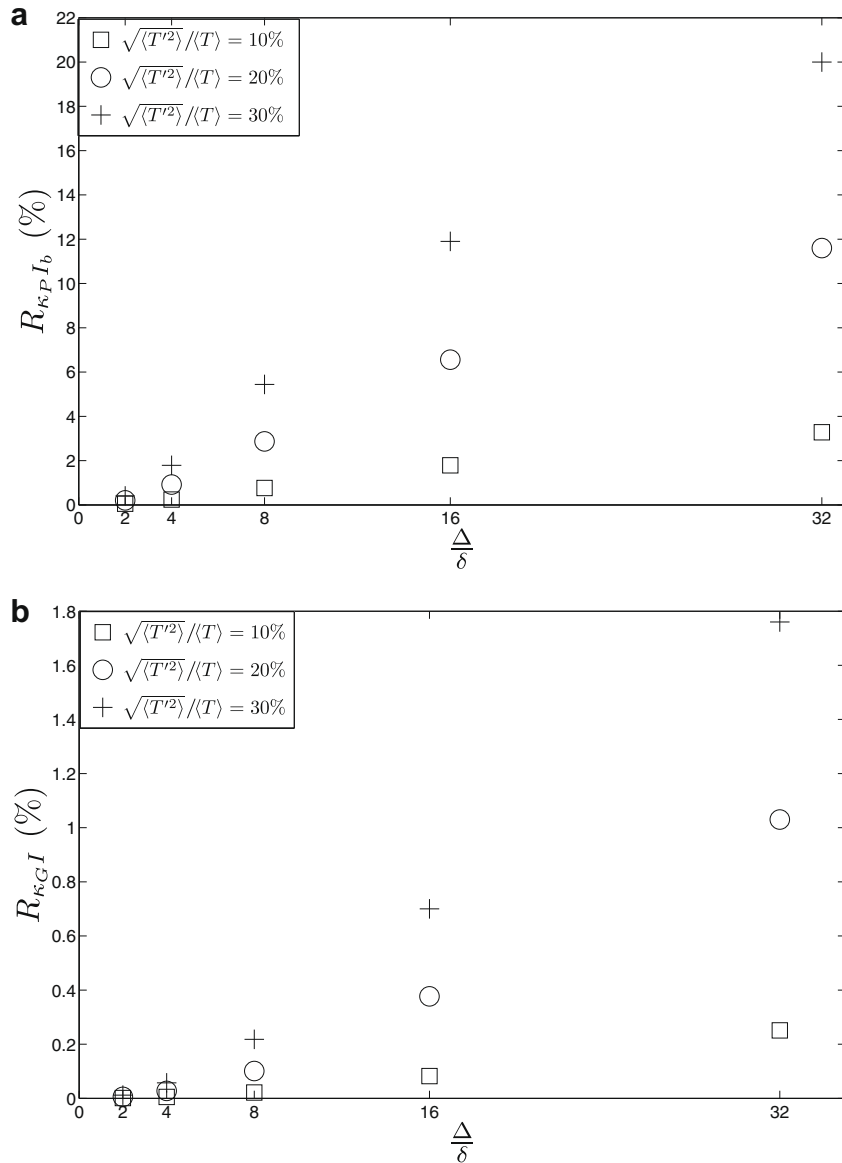 a
22
20
18
16
14
12
10
8
6
4
2
0
R_{κ_P I_b} (%)
□ √⟨T′²⟩/⟨T⟩ = 10%
○ √⟨T′²⟩/⟨T⟩ = 20%
+ √⟨T′²⟩/⟨T⟩ = 30%
0 2 4 8 16 32
Δ/δ
b
1.8
1.6
1.4
1.2
1
0.8
0.6
0.4
0.2
0
R_{κ_G I} (%)
□ √⟨T′²⟩/⟨T⟩ = 10%
○ √⟨T′²⟩/⟨T⟩ = 20%
+ √⟨T′²⟩/⟨T⟩ = 30%
0 2 4 8 16 32
Δ/δ